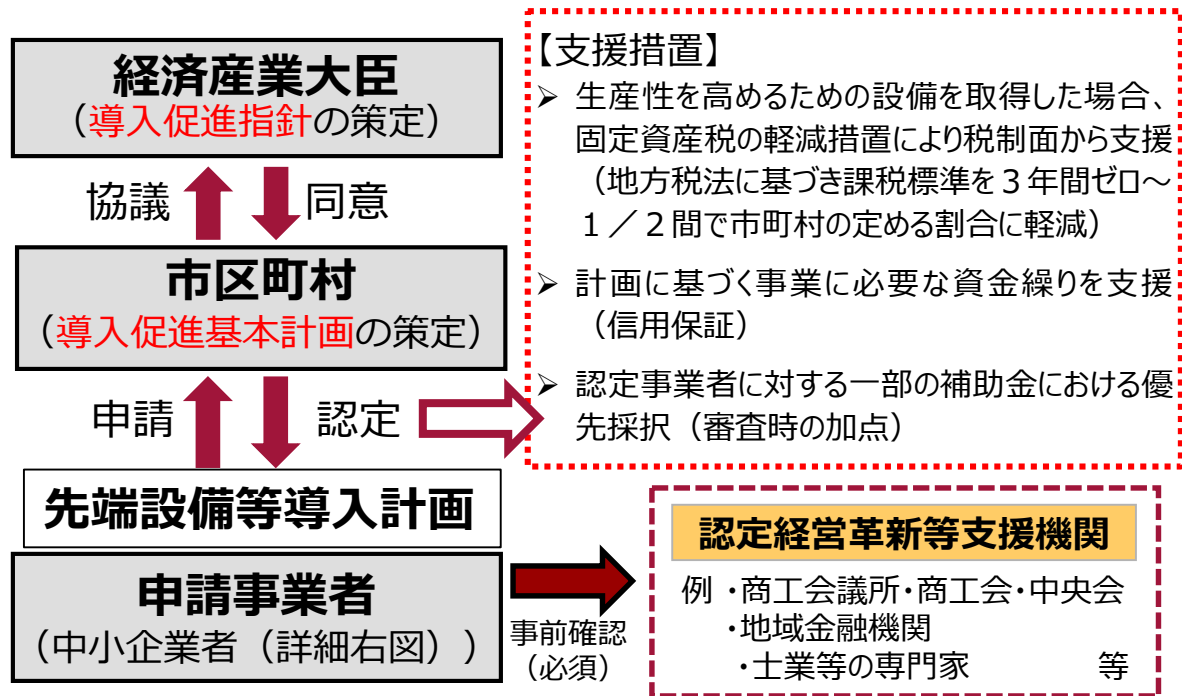 経済産業大臣
（導入促進指針の策定）
協議
同意
市区町村
（導入促進基本計画の策定）
申請
認定
先端設備等導入計画
申請事業者
（中小企業者（詳細右図））
事前確認
（必須）
【支援措置】
➢ 生産性を高めるための設備を取得した場合、
固定資産税の軽減措置により税制面から支援
（地方税法に基づき課税標準を３年間ゼロ～
１／２間で市町村の定める割合に軽減）
➢ 計画に基づく事業に必要な資金繰りを支援
（信用保証）
➢ 認定事業者に対する一部の補助金における優
先採択（審査時の加点）
認定経営革新等支援機関
例 ・商工会議所・商工会・中央会
・地域金融機関
・士業等の専門家　　　　等